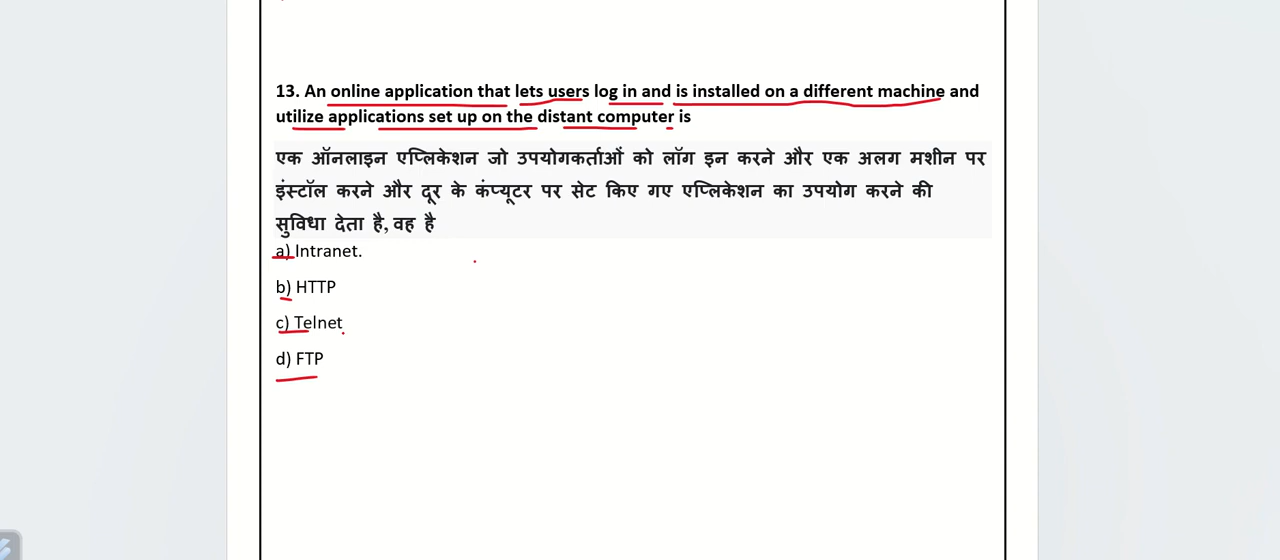 13. An online application that lets users log in and is installed on a different machine and
utilize applications set up on the distant computer is
एक ऑनलाइन एप्लिकेशन जो उपयोगकर्ताओं को लॉग इन करने और एक अलग मशीन पर
इंस्टॉल करने और दूर के कंप्यूटर पर सेट किए गए एप्लिकेशन का उपयोग करने की
सुविधा देता है, वह है
a) Intranet.
b) HTTP
c) Telnet
d) FTP